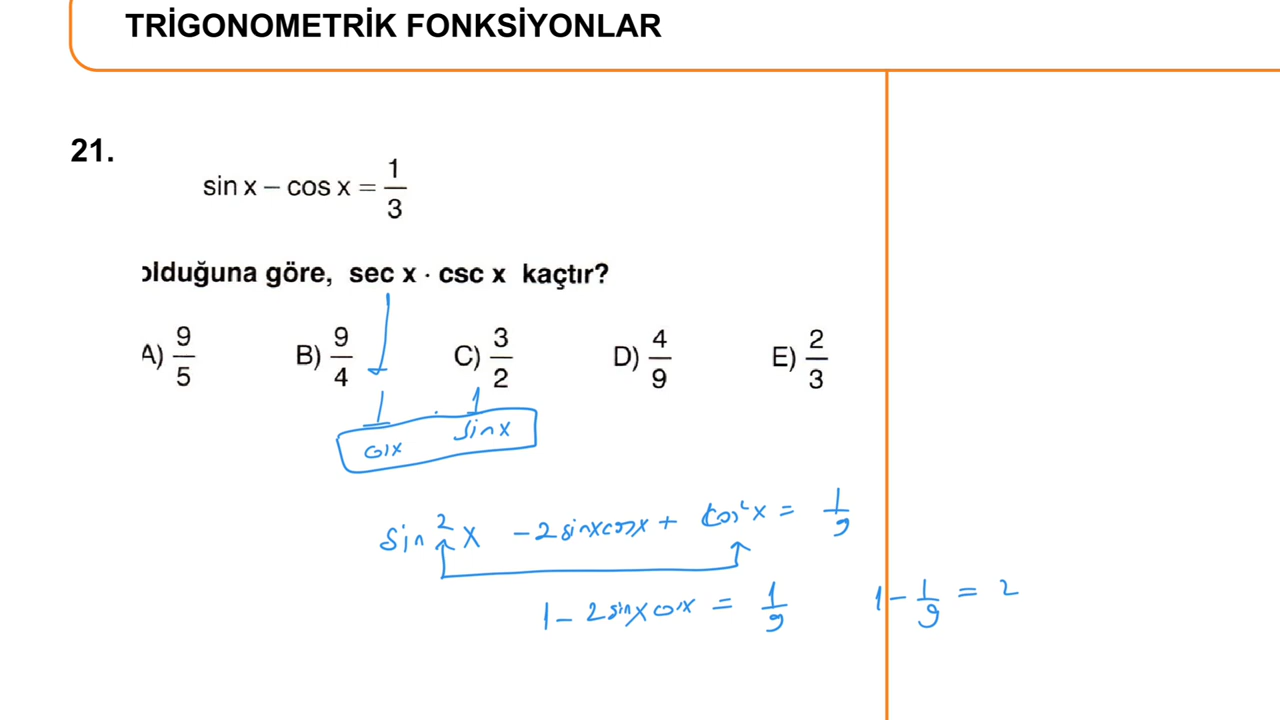 TRİGONOMETRİK FONKSİYONLAR
21.
sin x – cos x = 1/3
olduğuna göre, sec x · csc x kaçtır?
A) 9/5 B) 9/4 C) 3/2 D) 4/9 E) 2/3
1/cosx · 1/sinx
sin²x - 2sinxcosx + cos²x = 1/9
1 - 2sinxcosx = 1/9 1 - 1/9 = 2